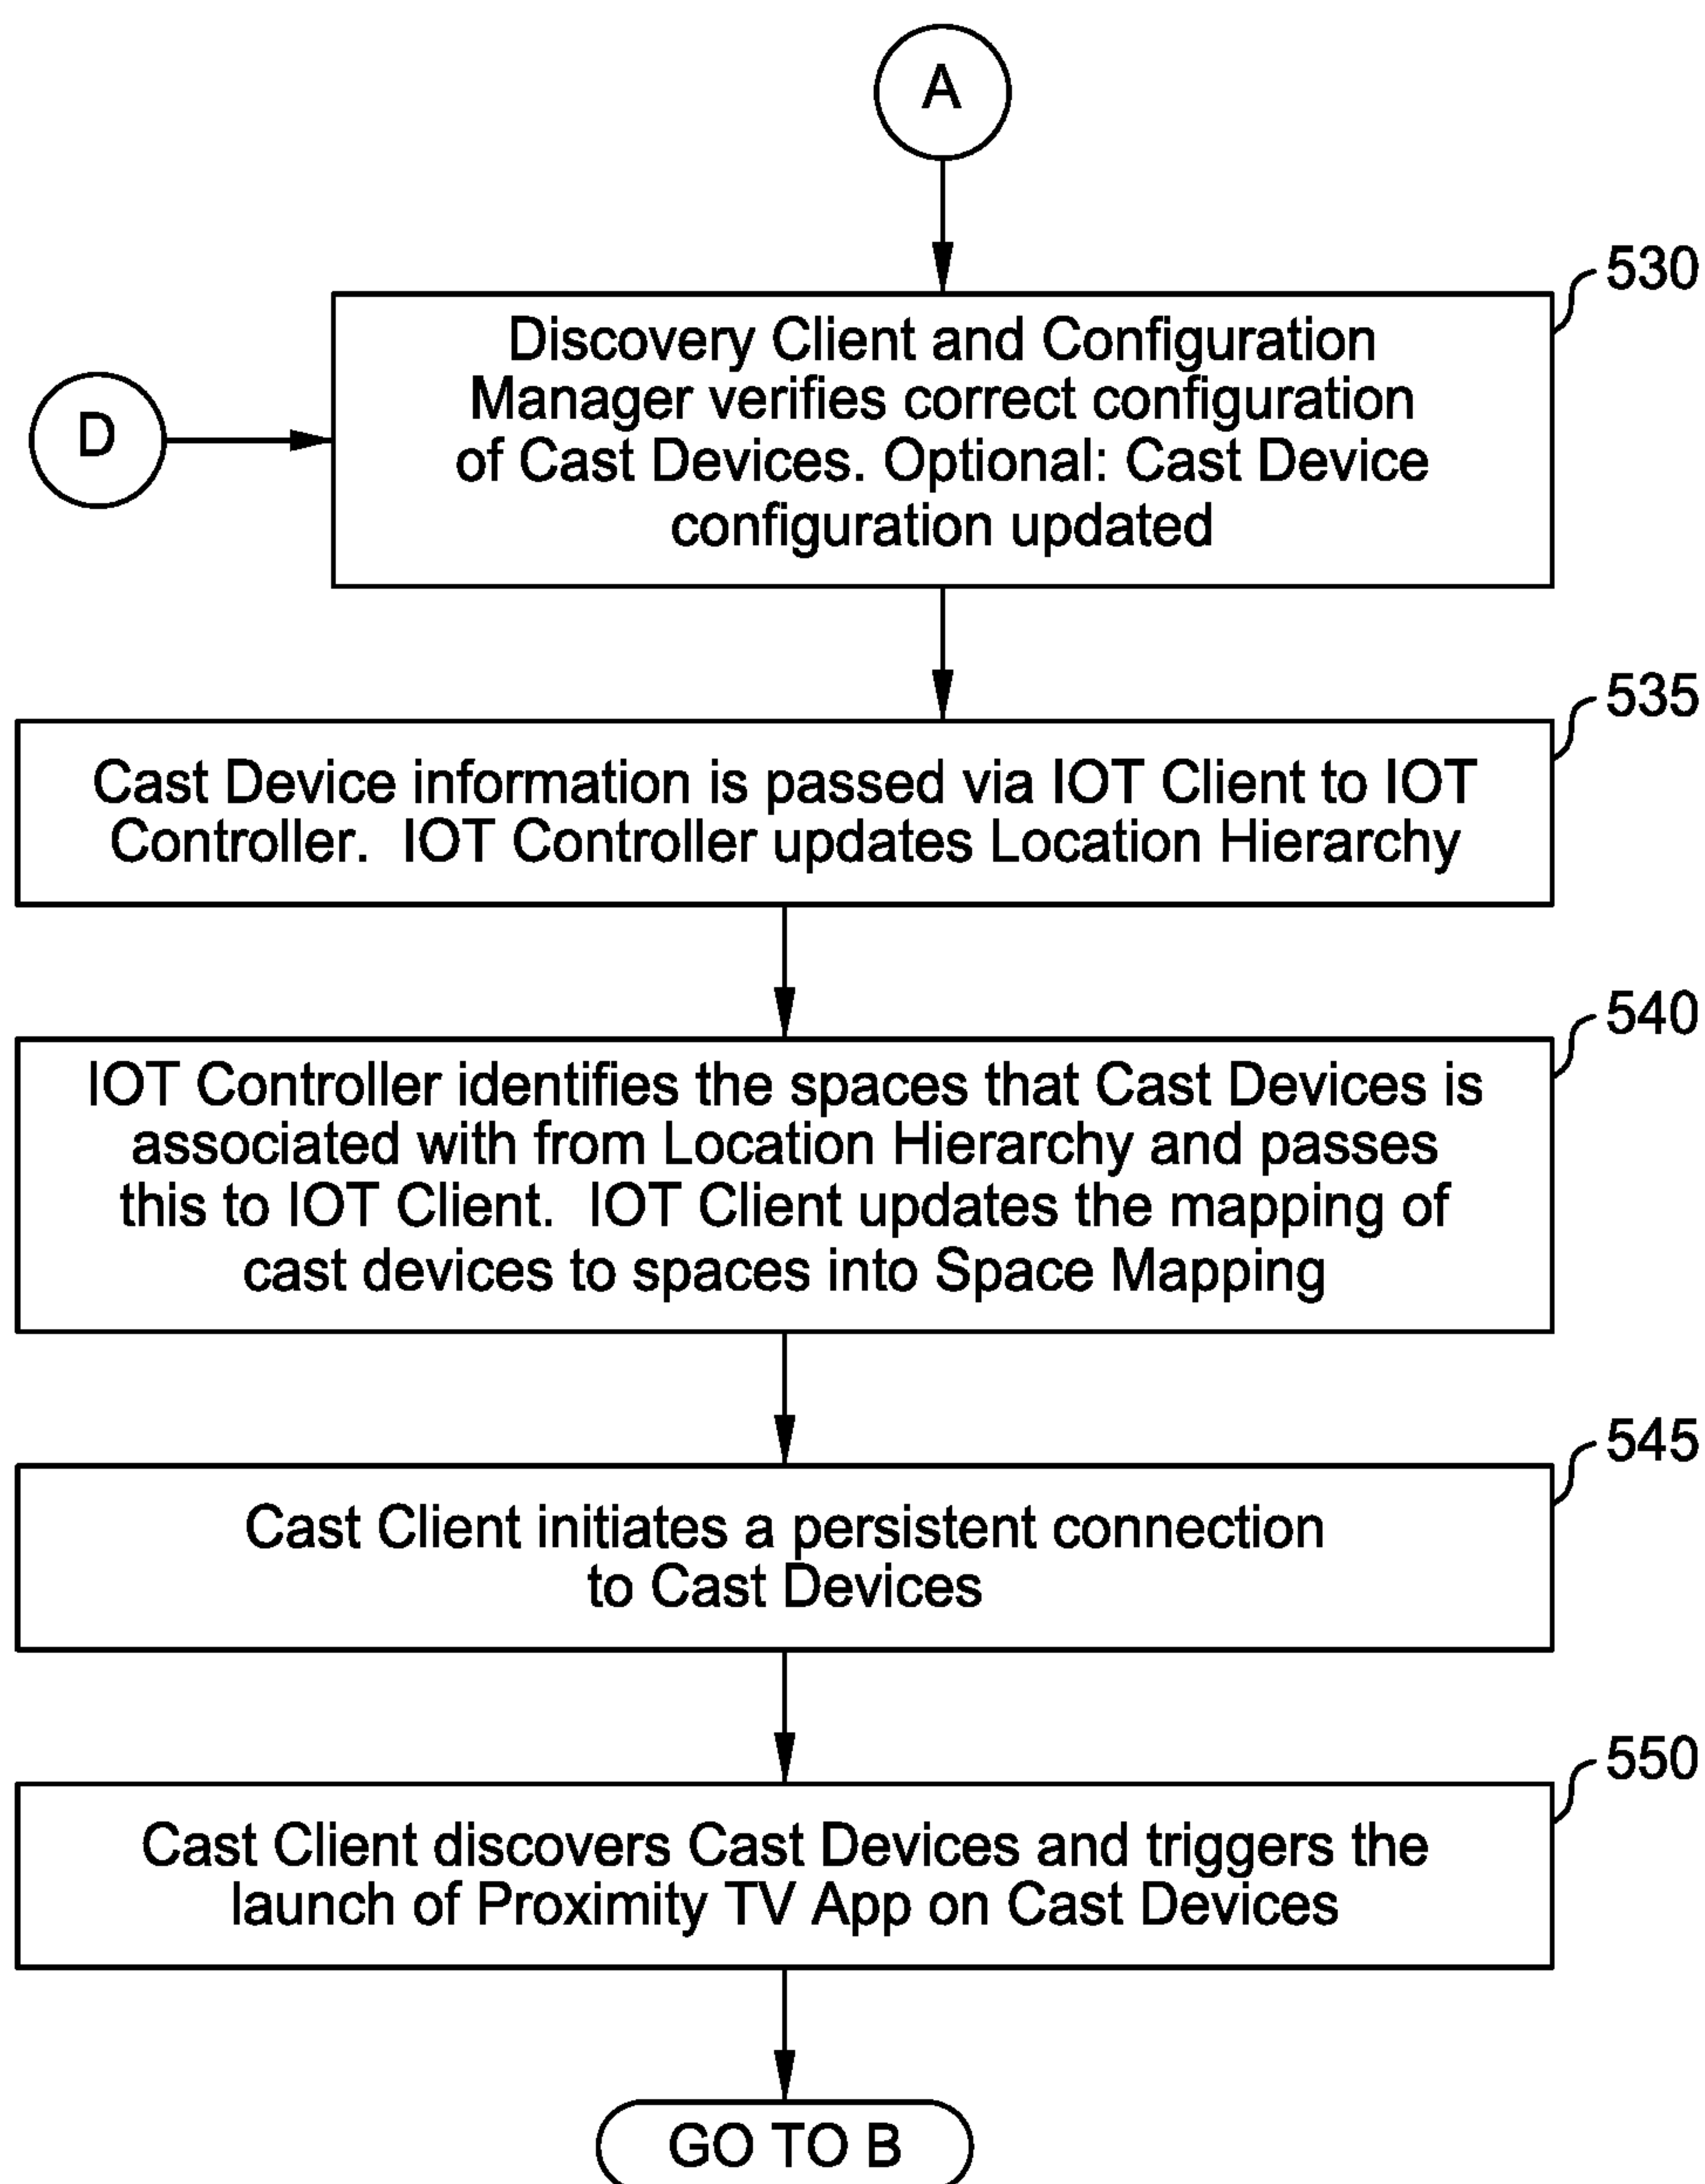 A
530
Discovery Client and Configuration
Manager verifies correct configuration
of Cast Devices. Optional: Cast Device
configuration updated
D
535
Cast Device information is passed via IOT Client to IOT
Controller.  IOT Controller updates Location Hierarchy
540
IOT Controller identifies the spaces that Cast Devices is
associated with from Location Hierarchy and passes
this to IOT Client.  IOT Client updates the mapping of
cast devices to spaces into Space Mapping
545
Cast Client initiates a persistent connection
to Cast Devices
550
Cast Client discovers Cast Devices and triggers the
launch of Proximity TV App on Cast Devices
GO TO B